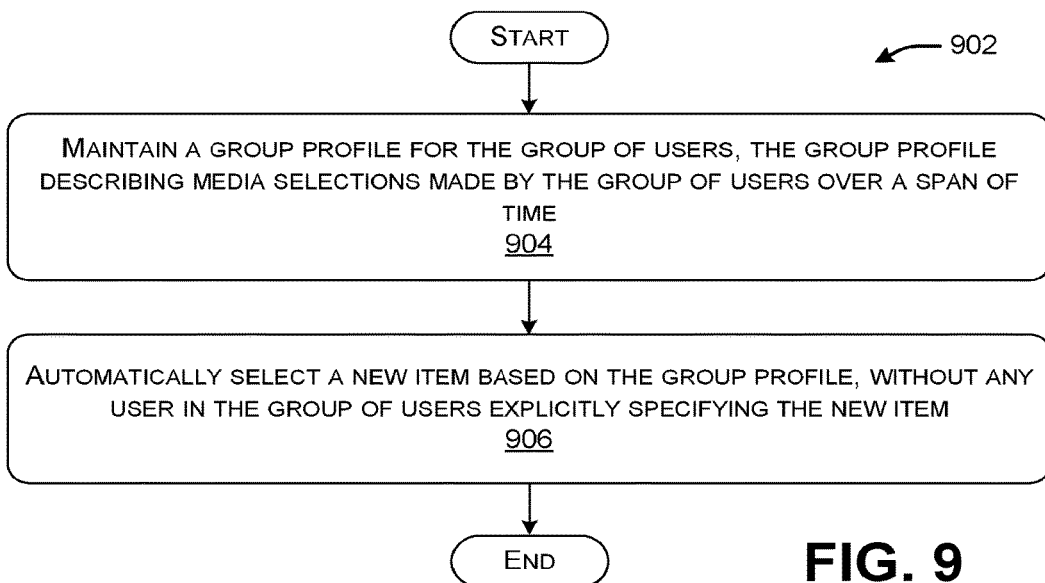 START
902
MAINTAIN A GROUP PROFILE FOR THE GROUP OF USERS, THE GROUP PROFILE
DESCRIBING MEDIA SELECTIONS MADE BY THE GROUP OF USERS OVER A SPAN OF
TIME
904
AUTOMATICALLY SELECT A NEW ITEM BASED ON THE GROUP PROFILE, WITHOUT ANY
USER IN THE GROUP OF USERS EXPLICITLY SPECIFYING THE NEW ITEM
906
END
FIG. 9